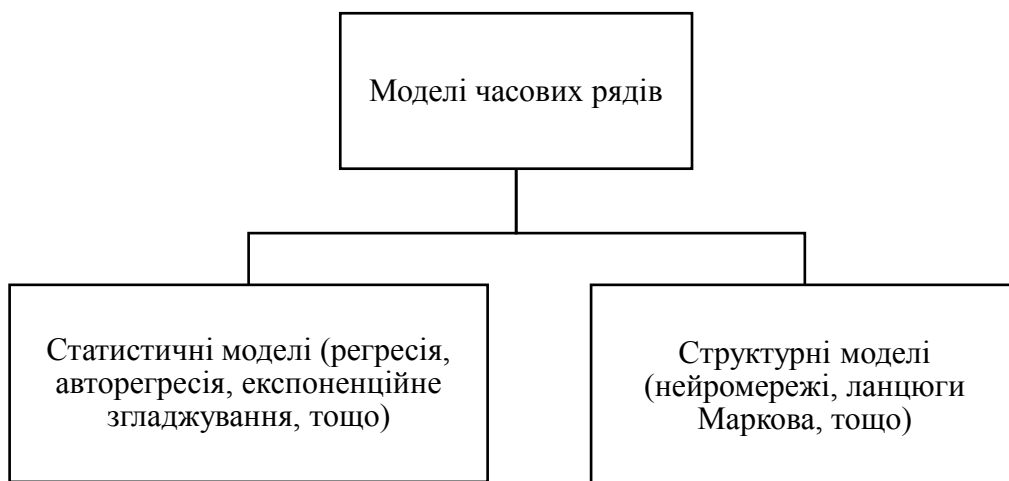 Моделі часових рядів
Статистичні моделі (регресія,
авторегресія, експоненційне
згладжування, тощо)
Структурні моделі
(нейромережі, ланцюги
Маркова, тощо)